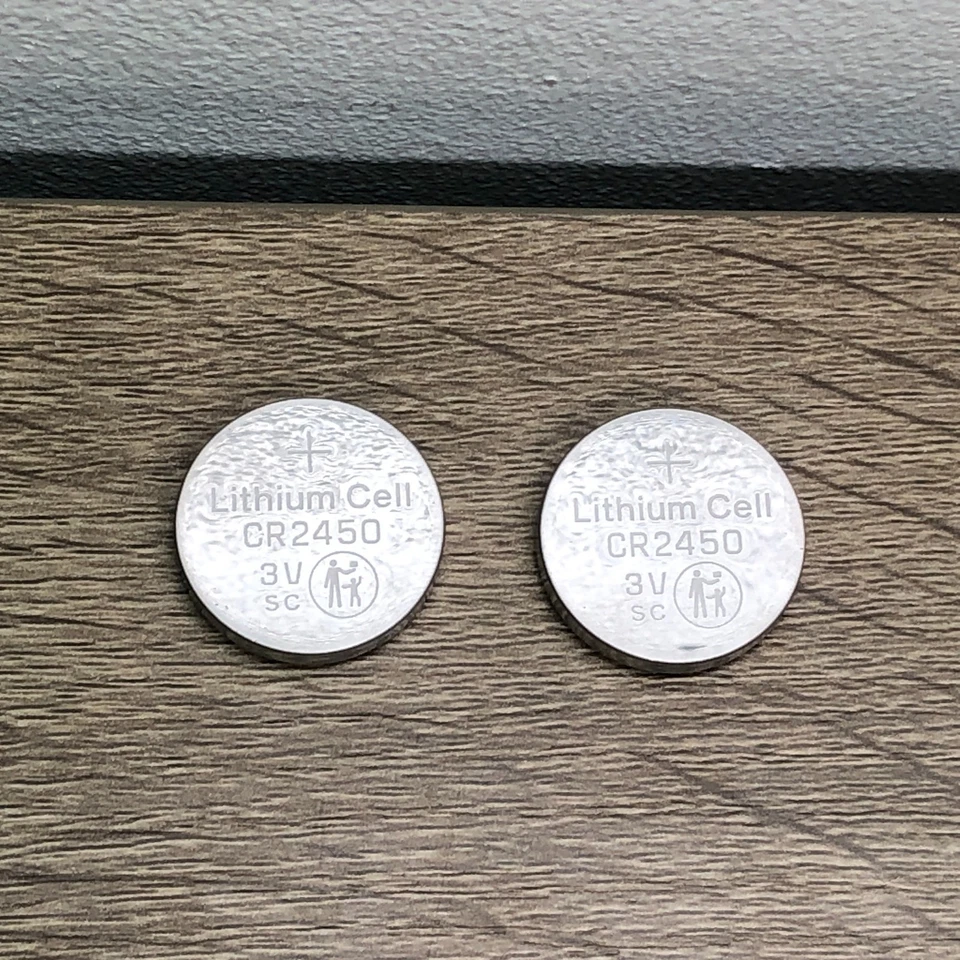 +
Lithium Cell
CR2450
3V
SC
+
Lithium Cell
CR2450
3V
SC